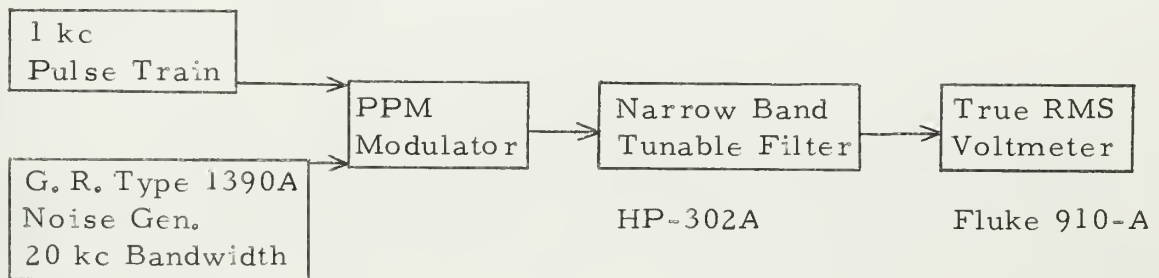 1 kc
Pulse Train
PPM
Modulator
Narrow Band
Tunable Filter
True RMS
Voltmeter
G. R. Type 1390A
Noise Gen.
20 kc Bandwidth
HP-302A
Fluke 910-A